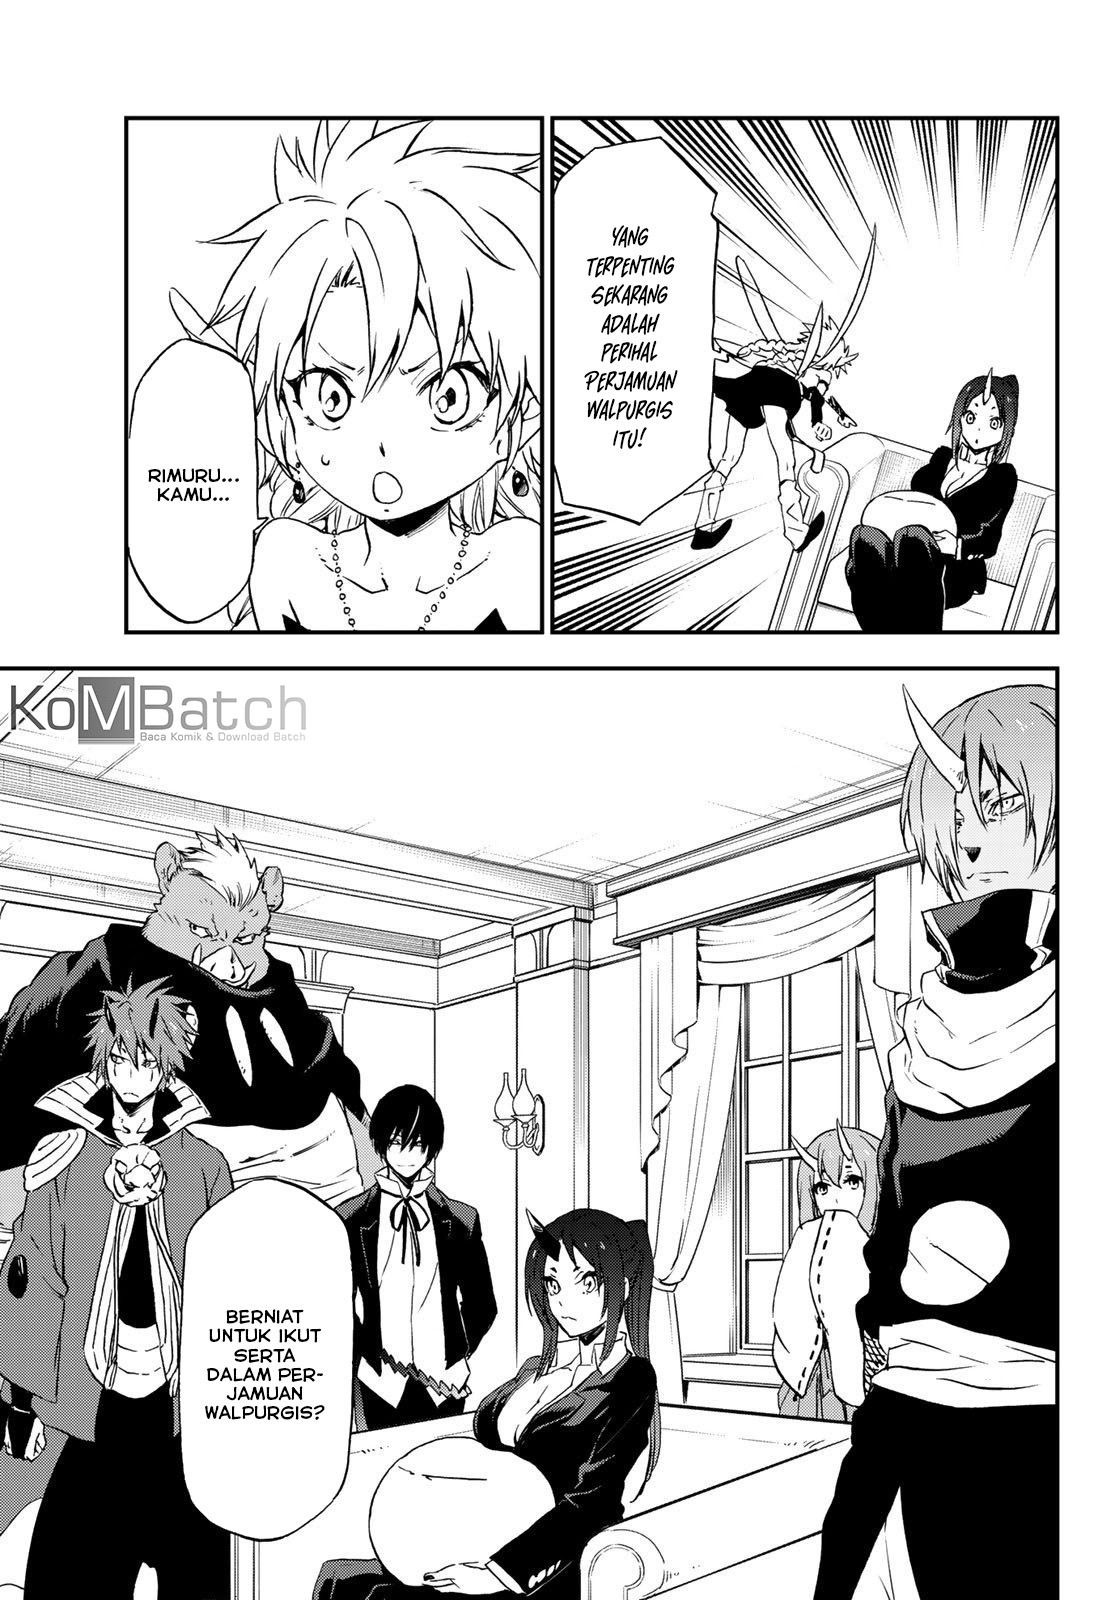 YANG
TERPENTING
SEKARANG
ADALAH
PERIHAL
PERJAMUAN
WALPURGIS
ITU!
RIMURU...
KAMU...
KoMBatch
Baca Komik & Download Batch
BERNIAT
UNTUK IKUT
SERTA
DALAM PER-
JAMUAN
WALPURGIS?